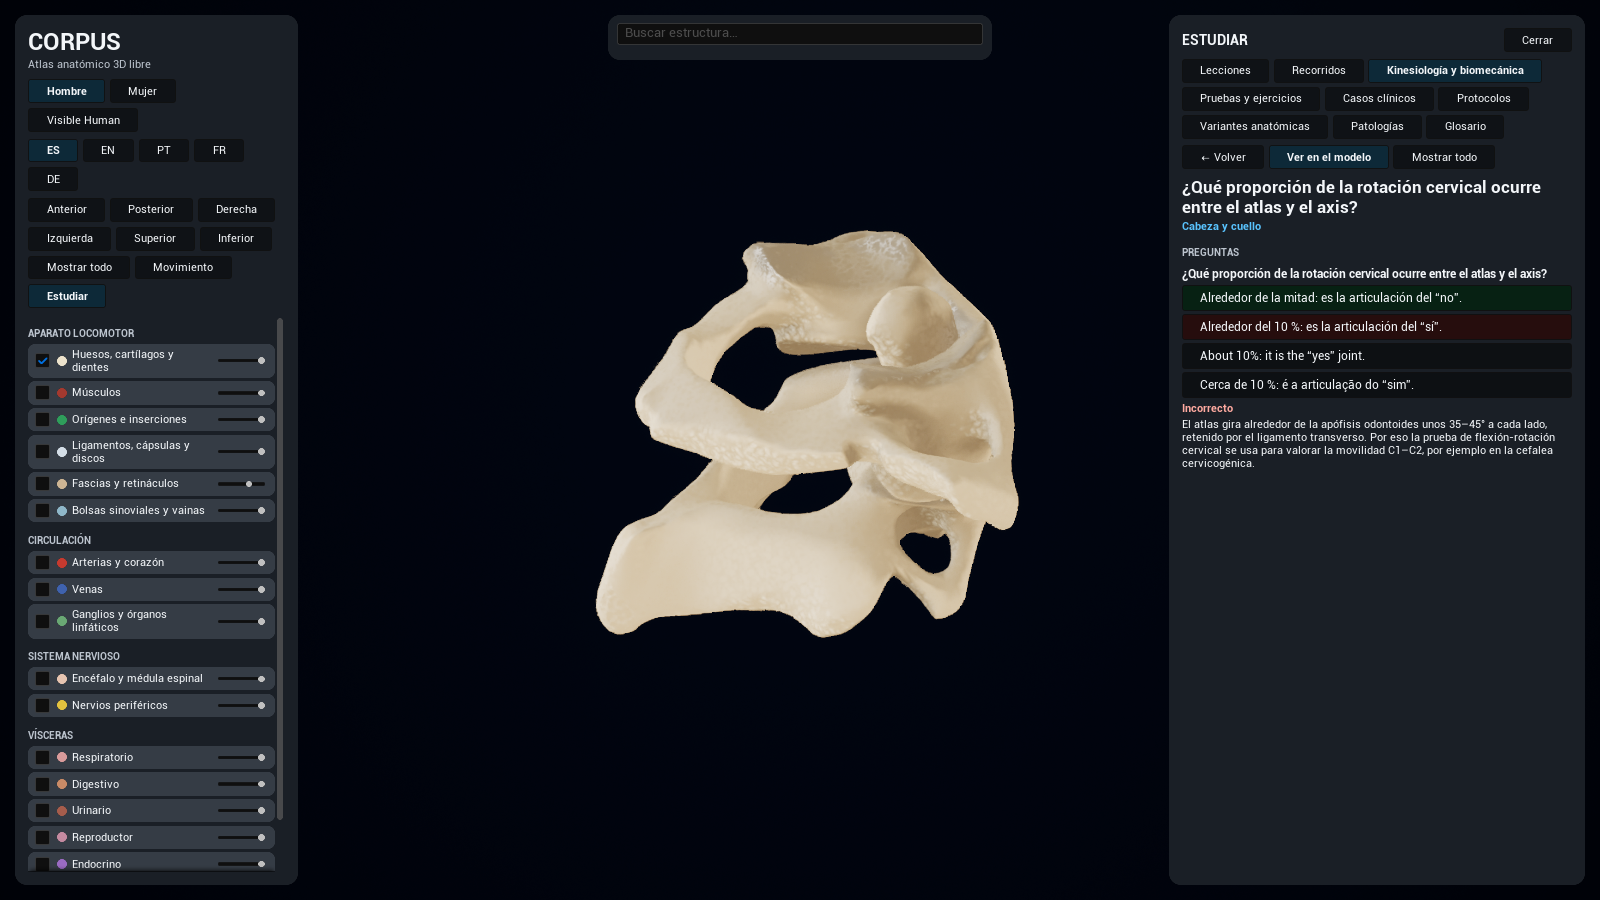 CORPUS
Atlas anatómico 3D libre
Hombre
Mujer
Visible Human
ES
EN
PT
FR
DE
Anterior
Posterior
Derecha
Izquierda
Superior
Inferior
Mostrar todo
Movimiento
Estudiar
APARATO LOCOMOTOR
Huesos, cartílagos y
dientes
Músculos
Orígenes e inserciones
Ligamentos, cápsulas y
discos
Fascias y retináculos
Bolsas sinoviales y vainas
CIRCULACIÓN
Arterias y corazón
Venas
Ganglios y órganos
linfáticos
SISTEMA NERVIOSO
Encéfalo y médula espinal
Nervios periféricos
VÍSCERAS
Respiratorio
Digestivo
Urinario
Reproductor
Endocrino
Buscar estructura...
ESTUDIAR
Cerrar
Lecciones
Recorridos
Kinesiología y biomecánica
Pruebas y ejercicios
Casos clínicos
Protocolos
Variantes anatómicas
Patologías
Glosario
← Volver
Ver en el modelo
Mostrar todo
¿Qué proporción de la rotación cervical ocurre
entre el atlas y el axis?
Cabeza y cuello
PREGUNTAS
¿Qué proporción de la rotación cervical ocurre entre el atlas y el axis?
Alrededor de la mitad: es la articulación del “no”.
Alrededor del 10 %: es la articulación del “sí”.
About 10%: it is the “yes” joint.
Cerca de 10 %: é a articulação do “sim”.
Incorrecto
El atlas gira alrededor de la apófisis odontoides unos 35–45° a cada lado,
retenido por el ligamento transverso. Por eso la prueba de flexión-rotación
cervical se usa para valorar la movilidad C1–C2, por ejemplo en la cefalea
cervicogénica.